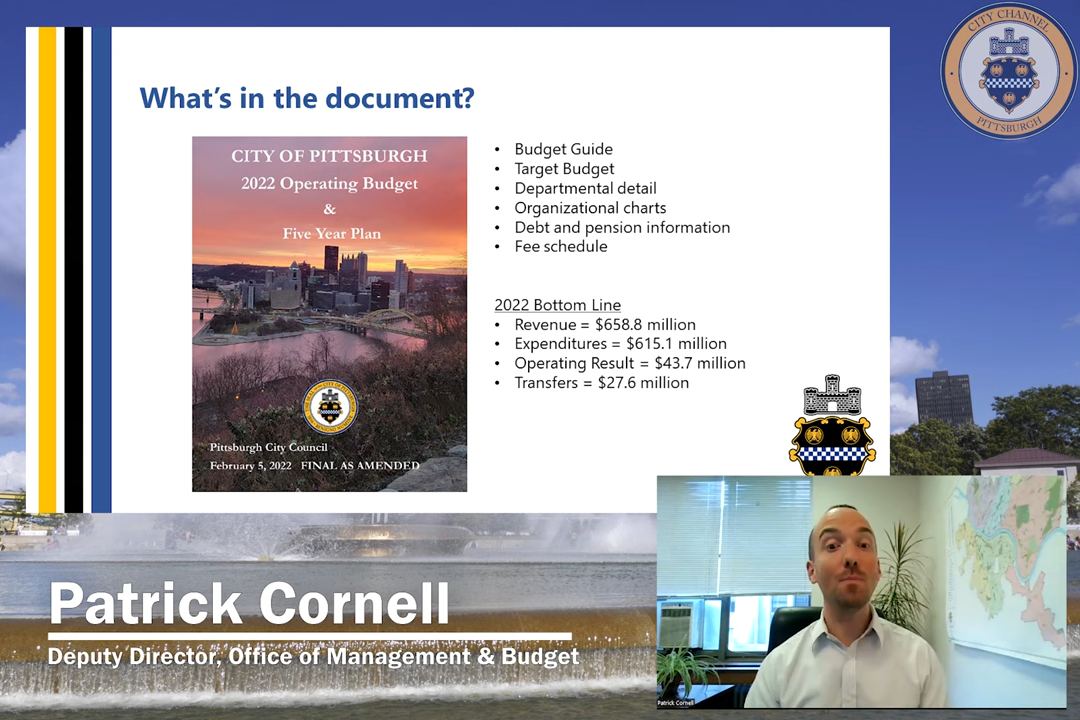 CITY CHANNEL
PITTSBURGH
What's in the document?
CITY OF PITTSBURGH
2022 Operating Budget
&
Five Year Plan
Pittsburgh City Council
February 5, 2022 FINAL AS AMENDED
• Budget Guide
• Target Budget
• Departmental detail
• Organizational charts
• Debt and pension information
• Fee schedule
2022 Bottom Line
• Revenue = $658.8 million
• Expenditures = $615.1 million
• Operating Result = $43.7 million
• Transfers = $27.6 million
Patrick Cornell
Deputy Director, Office of Management & Budget
Patrick Cornell